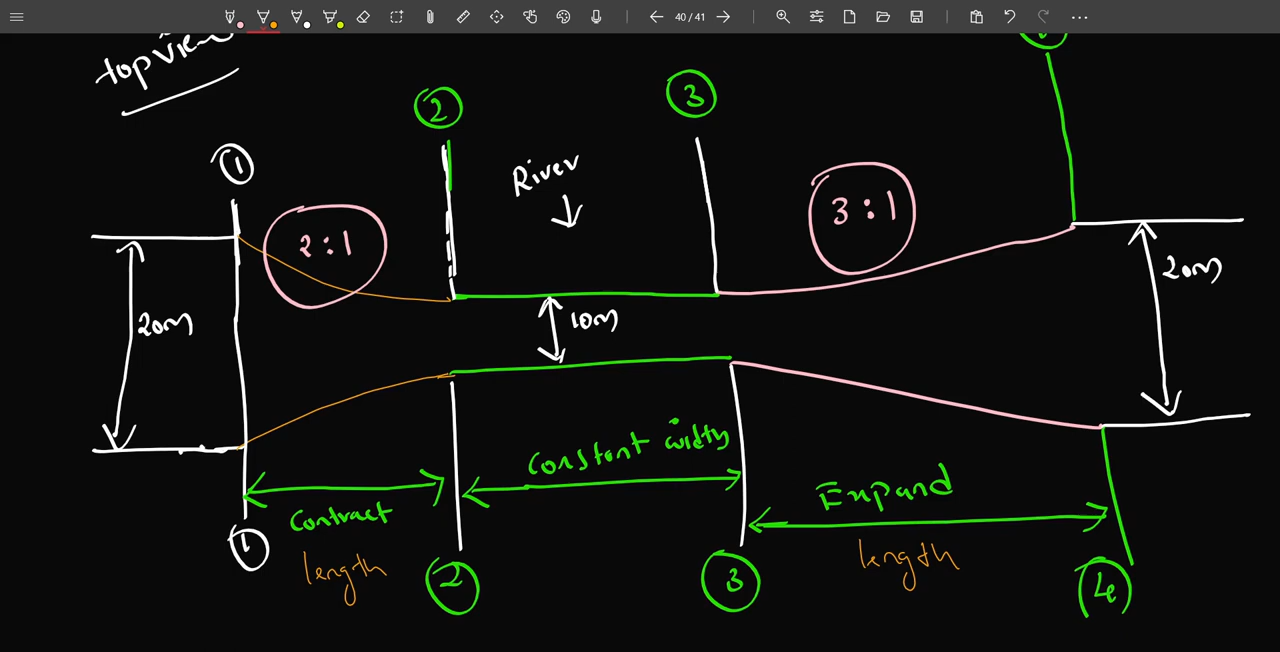 40 / 41
top view
1
2
3
River
2 : 1
3 : 1
20m
10m
20m
Constant width
Contract
Expand
length
length
1
2
3
4